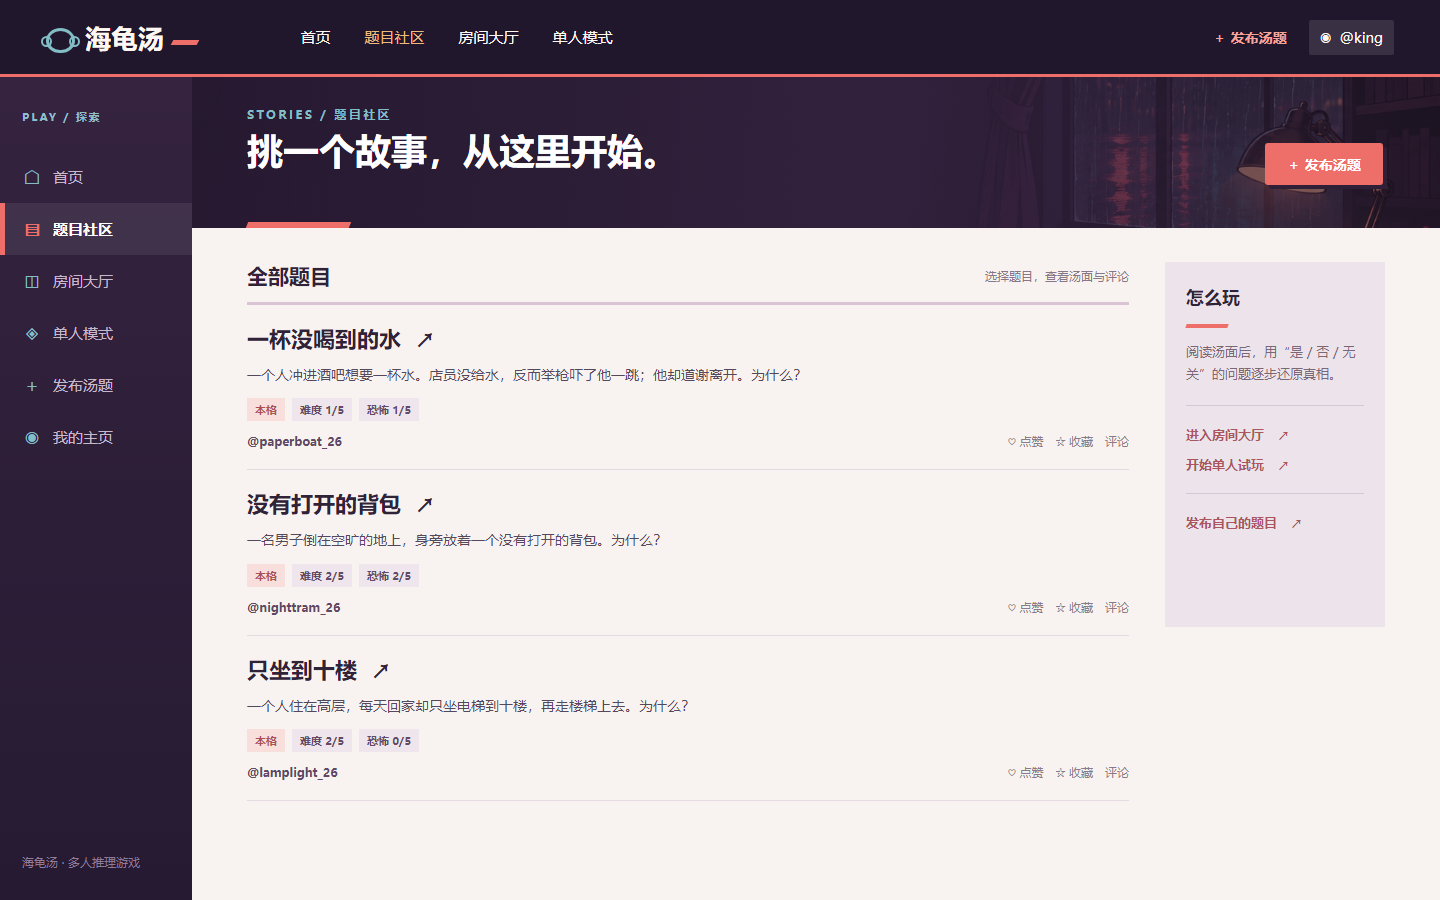 海龟汤
首页 题目社区 房间大厅 单人模式
+ 发布汤题
@king
PLAY / 探索
首页
题目社区
房间大厅
单人模式
+ 发布汤题
我的主页
海龟汤 · 多人推理游戏
STORIES / 题目社区
挑一个故事，从这里开始。
+ 发布汤题
全部题目
选择题目，查看汤面与评论
一杯没喝到的水 ↗
一个人冲进酒吧想要一杯水。店员没给水，反而举枪吓了他一跳；他却道谢离开。为什么？
本格 难度 1/5 恐怖 1/5
@paperboat_26
♡ 点赞 ☆ 收藏 评论
没有打开的背包 ↗
一名男子倒在空旷的地上，身旁放着一个没有打开的背包。为什么？
本格 难度 2/5 恐怖 2/5
@nighttram_26
♡ 点赞 ☆ 收藏 评论
只坐到十楼 ↗
一个人住在高层，每天回家却只坐电梯到十楼，再走楼梯上去。为什么？
本格 难度 2/5 恐怖 0/5
@lamplight_26
♡ 点赞 ☆ 收藏 评论
怎么玩
阅读汤面后，用“是 / 否 / 无
关”的问题逐步还原真相。
进入房间大厅 ↗
开始单人试玩 ↗
发布自己的题目 ↗